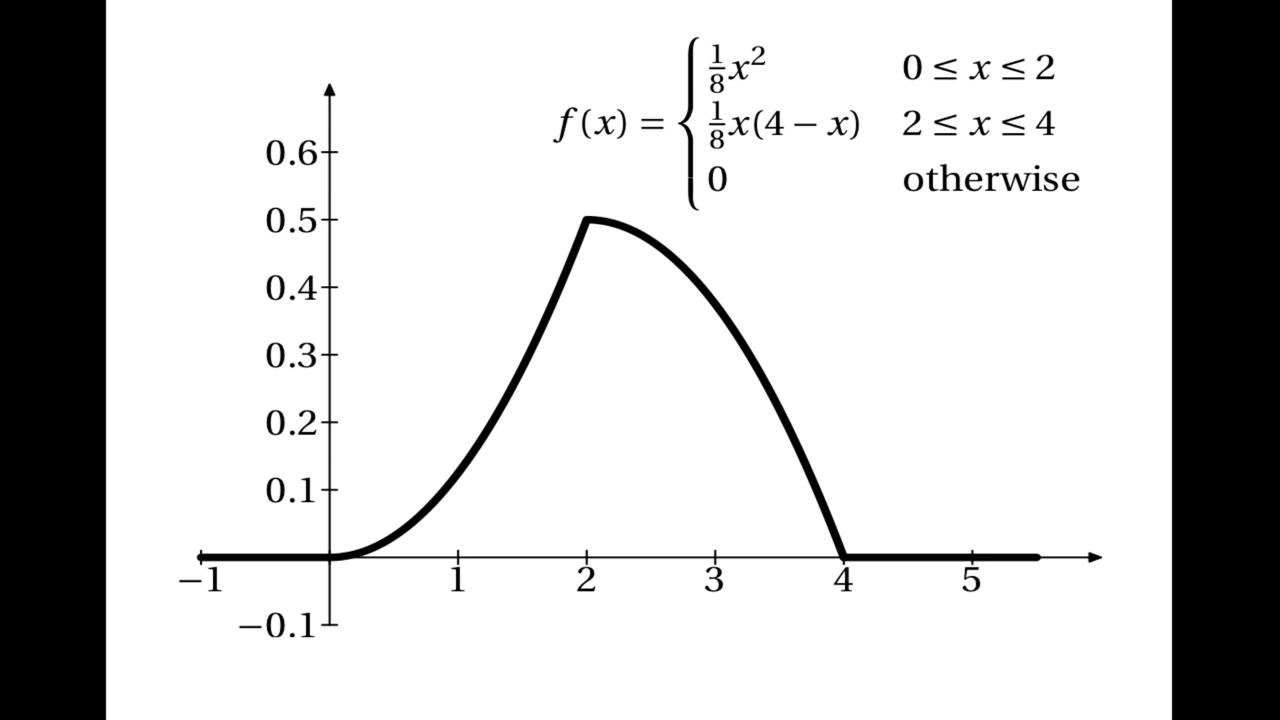 f(x) = { 1/8 x² 0 ≤ x ≤ 2
1/8 x(4 − x) 2 ≤ x ≤ 4
0 otherwise
0.6
0.5
0.4
0.3
0.2
0.1
−1 1 2 3 4 5
−0.1